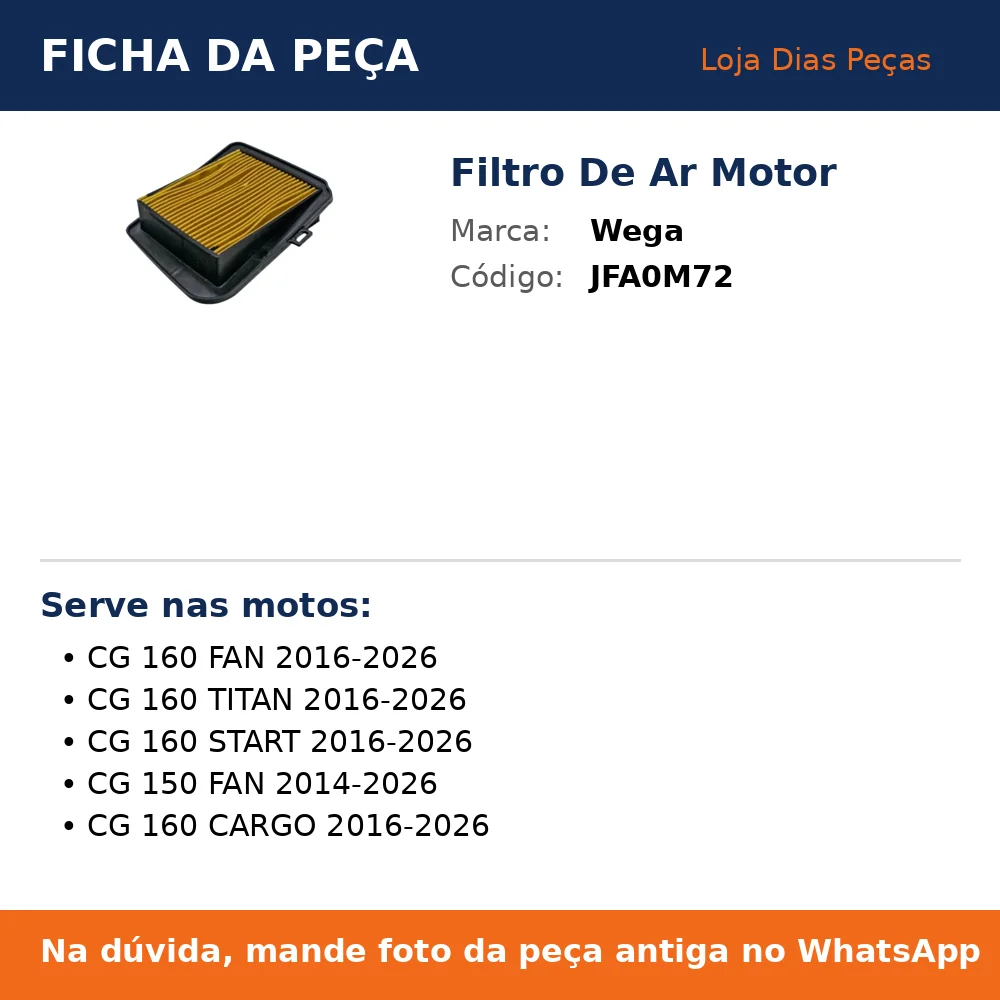 FICHA DA PEÇA
Loja Dias Peças
Filtro De Ar Motor
Marca: Wega
Código: JFA0M72
Serve nas motos:
• CG 160 FAN 2016-2026
• CG 160 TITAN 2016-2026
• CG 160 START 2016-2026
• CG 150 FAN 2014-2026
• CG 160 CARGO 2016-2026
Na dúvida, mande foto da peça antiga no WhatsApp